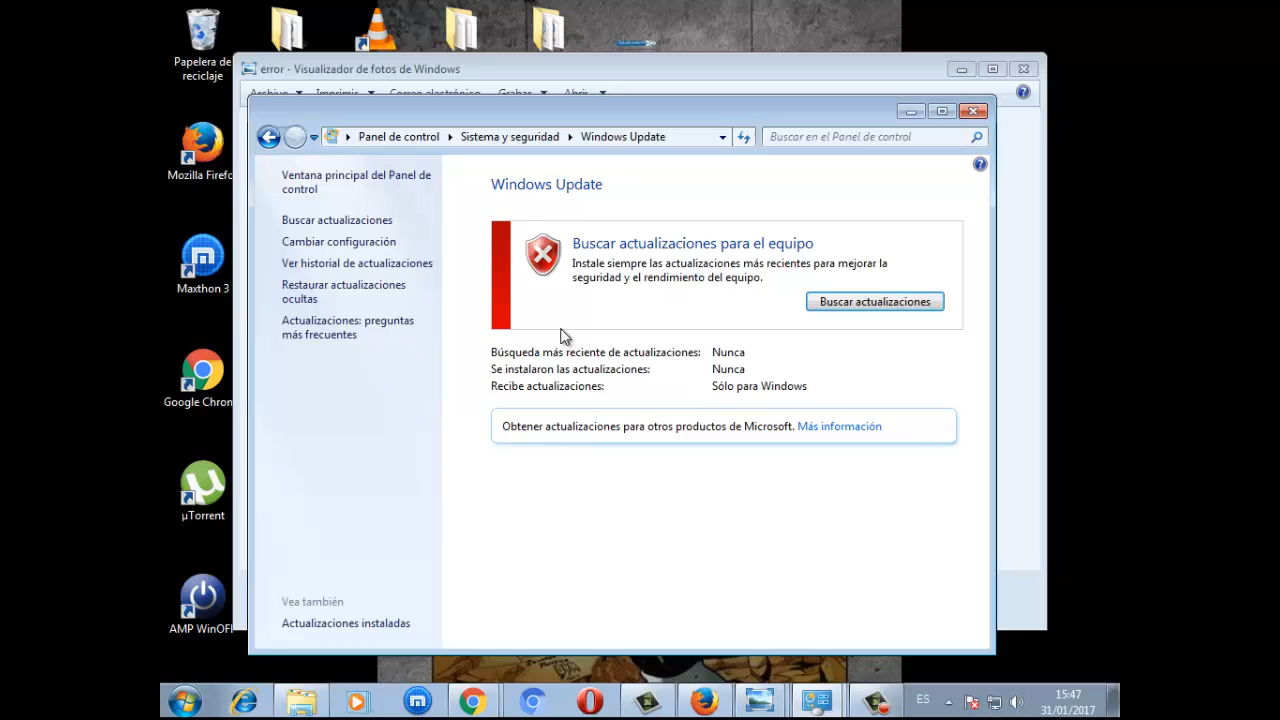 Papelera de
reciclaje
error - Visualizador de fotos de Windows
Archivo Imprimir Correo electrónico Grabar Abrir
Panel de control Sistema y seguridad Windows Update
Buscar en el Panel de control
Mozilla Firefo
Maxthon 3
Google Chron
µTorrent
AMP WinOFF
Ventana principal del Panel de
control
Buscar actualizaciones
Cambiar configuración
Ver historial de actualizaciones
Restaurar actualizaciones
ocultas
Actualizaciones: preguntas
más frecuentes
Vea también
Actualizaciones instaladas
Windows Update
Buscar actualizaciones para el equipo
Instale siempre las actualizaciones más recientes para mejorar la
seguridad y el rendimiento del equipo.
Buscar actualizaciones
Búsqueda más reciente de actualizaciones: Nunca
Se instalaron las actualizaciones: Nunca
Recibe actualizaciones: Sólo para Windows
Obtener actualizaciones para otros productos de Microsoft. Más información
ES
15:47
31/01/2017